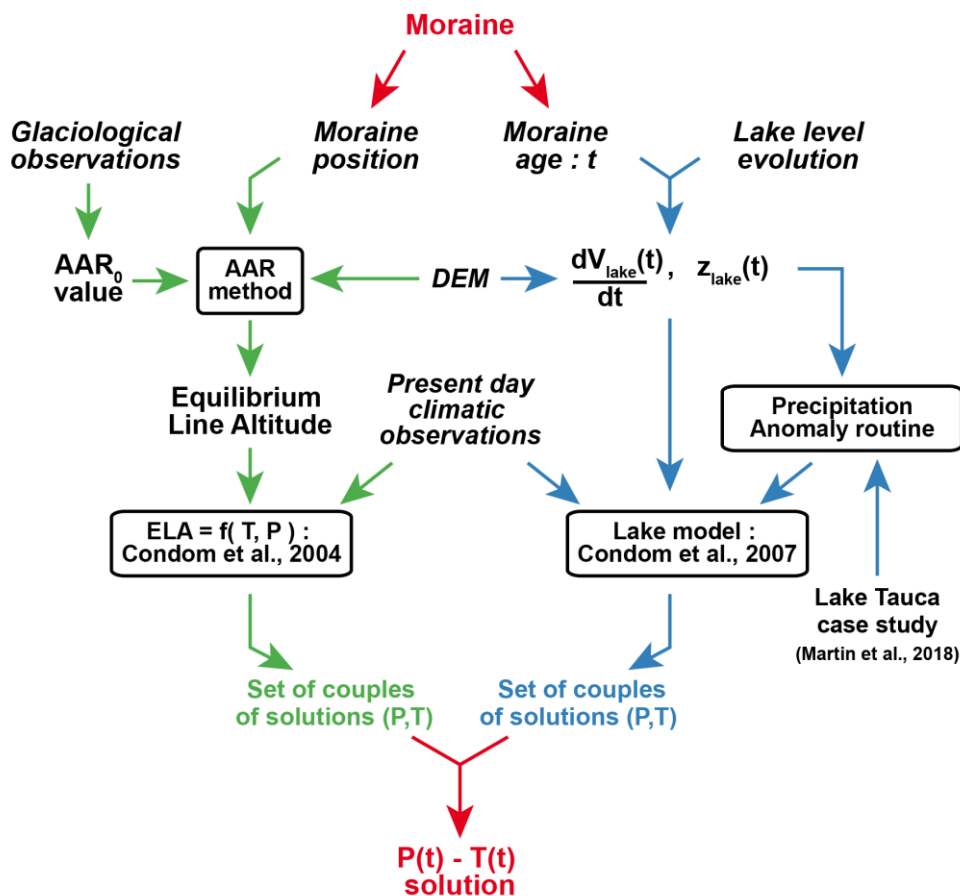 Moraine
Glaciological
observations
Moraine
position
Moraine
age : t
Lake level
evolution
AAR₀
value
AAR
method
DEM
dV_lake(t)
dt
, z_lake(t)
Equilibrium
Line Altitude
Present day
climatic
observations
Precipitation
Anomaly routine
ELA = f( T, P ) :
Condom et al., 2004
Lake model :
Condom et al., 2007
Lake Tauca
case study
(Martin et al., 2018)
Set of couples
of solutions (P,T)
Set of couples
of solutions (P,T)
P(t) - T(t)
solution